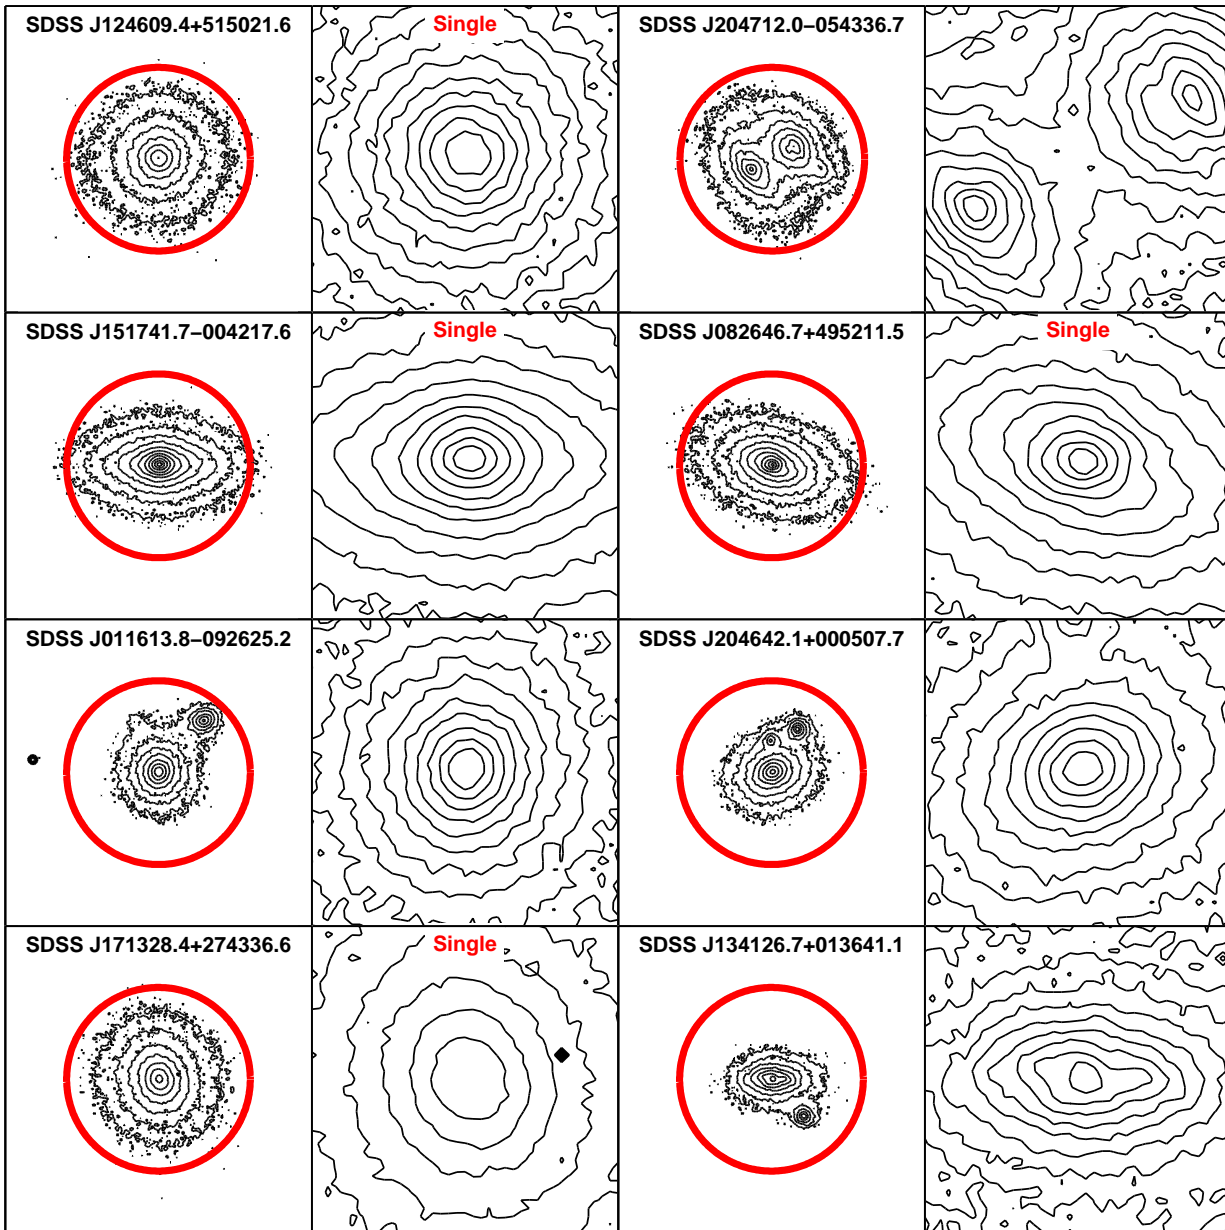 SDSS J124609.4+515021.6
Single
SDSS J204712.0−054336.7
SDSS J151741.7−004217.6
Single
SDSS J082646.7+495211.5
Single
SDSS J011613.8−092625.2
SDSS J204642.1+000507.7
SDSS J171328.4+274336.6
Single
SDSS J134126.7+013641.1